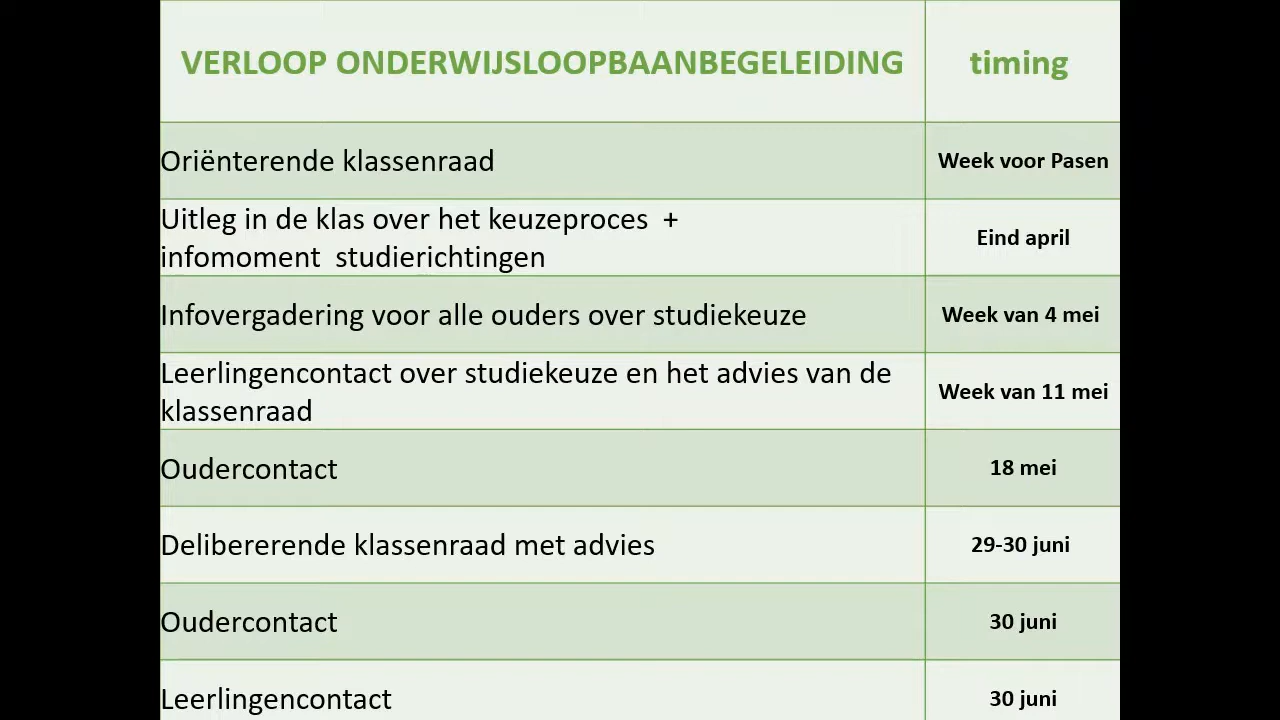 VERLOOP ONDERWIJSLOOPBAANBEGELEIDING timing
Oriënterende klassenraad Week voor Pasen
Uitleg in de klas over het keuzeproces +
infomoment studierichtingen Eind april
Infovergadering voor alle ouders over studiekeuze Week van 4 mei
Leerlingencontact over studiekeuze en het advies van de
klassenraad Week van 11 mei
Oudercontact 18 mei
Delibererende klassenraad met advies 29-30 juni
Oudercontact 30 juni
Leerlingencontact 30 juni